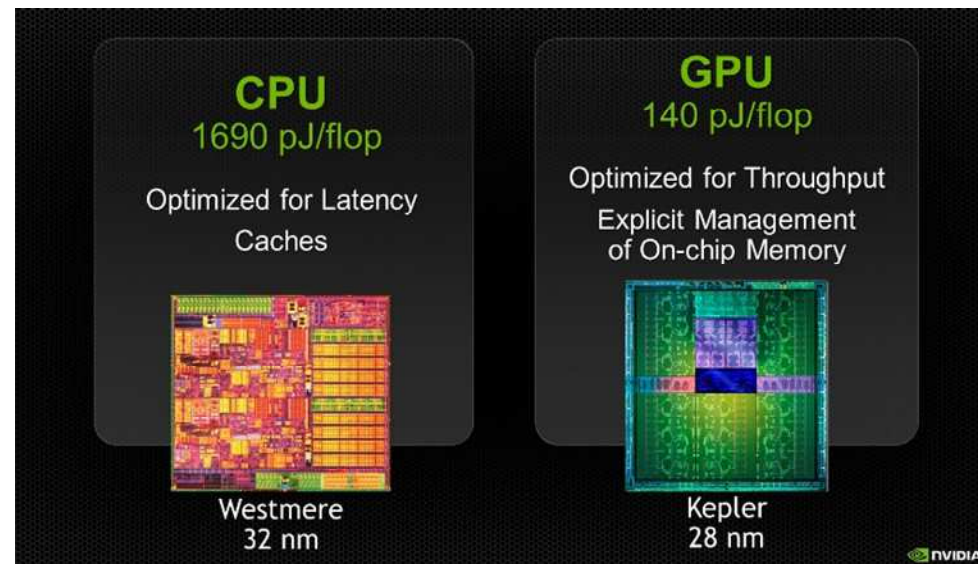 CPU
1690 pJ/flop
Optimized for Latency
Caches
Westmere
32 nm
GPU
140 pJ/flop
Optimized for Throughput
Explicit Management
of On-chip Memory
Kepler
28 nm
NVIDIA